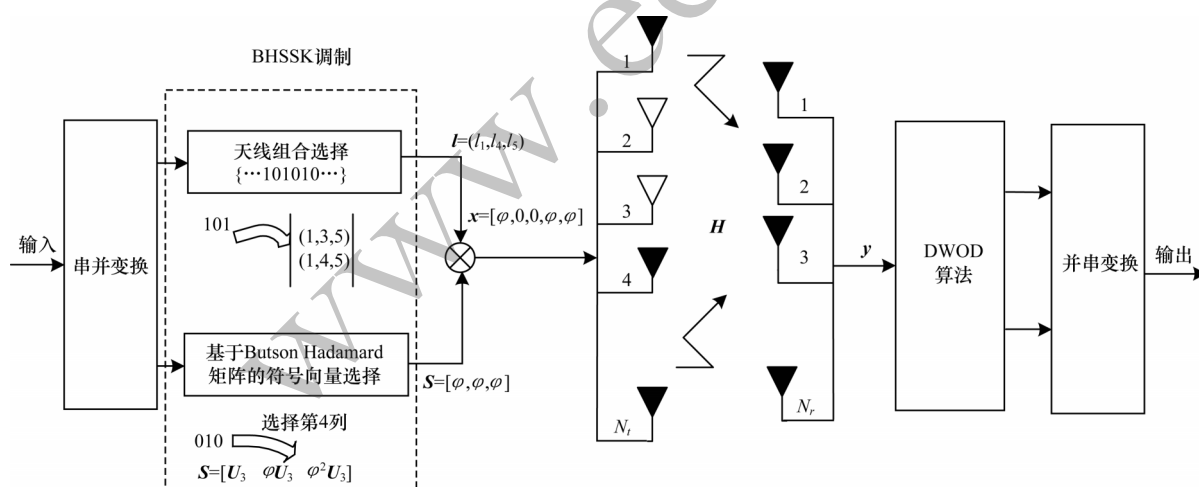 BHSSK调制
输入
串并变换
天线组合选择
{…101010…}
101
(1,3,5)
(1,4,5)
基于Butson Hadamard
矩阵的符号向量选择
选择第4列
010
S=[U₃ φU₃ φ²U₃]
l=(l₁,l₄,l₅)
x=[φ,0,0,φ,φ]
S=[φ,φ,φ]
1
2
3
4
Nₜ
H
1
2
3
Nᵣ
y
DWOD
算法
并串变换
输出
www.ec